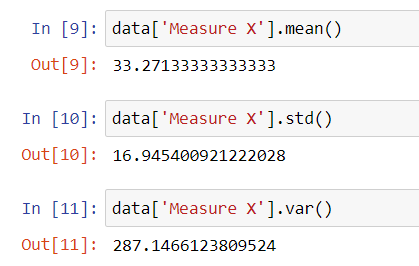 In [9]: data['Measure X'].mean()
Out[9]: 33.27133333333333
In [10]: data['Measure X'].std()
Out[10]: 16.945400921222028
In [11]: data['Measure X'].var()
Out[11]: 287.1466123809524